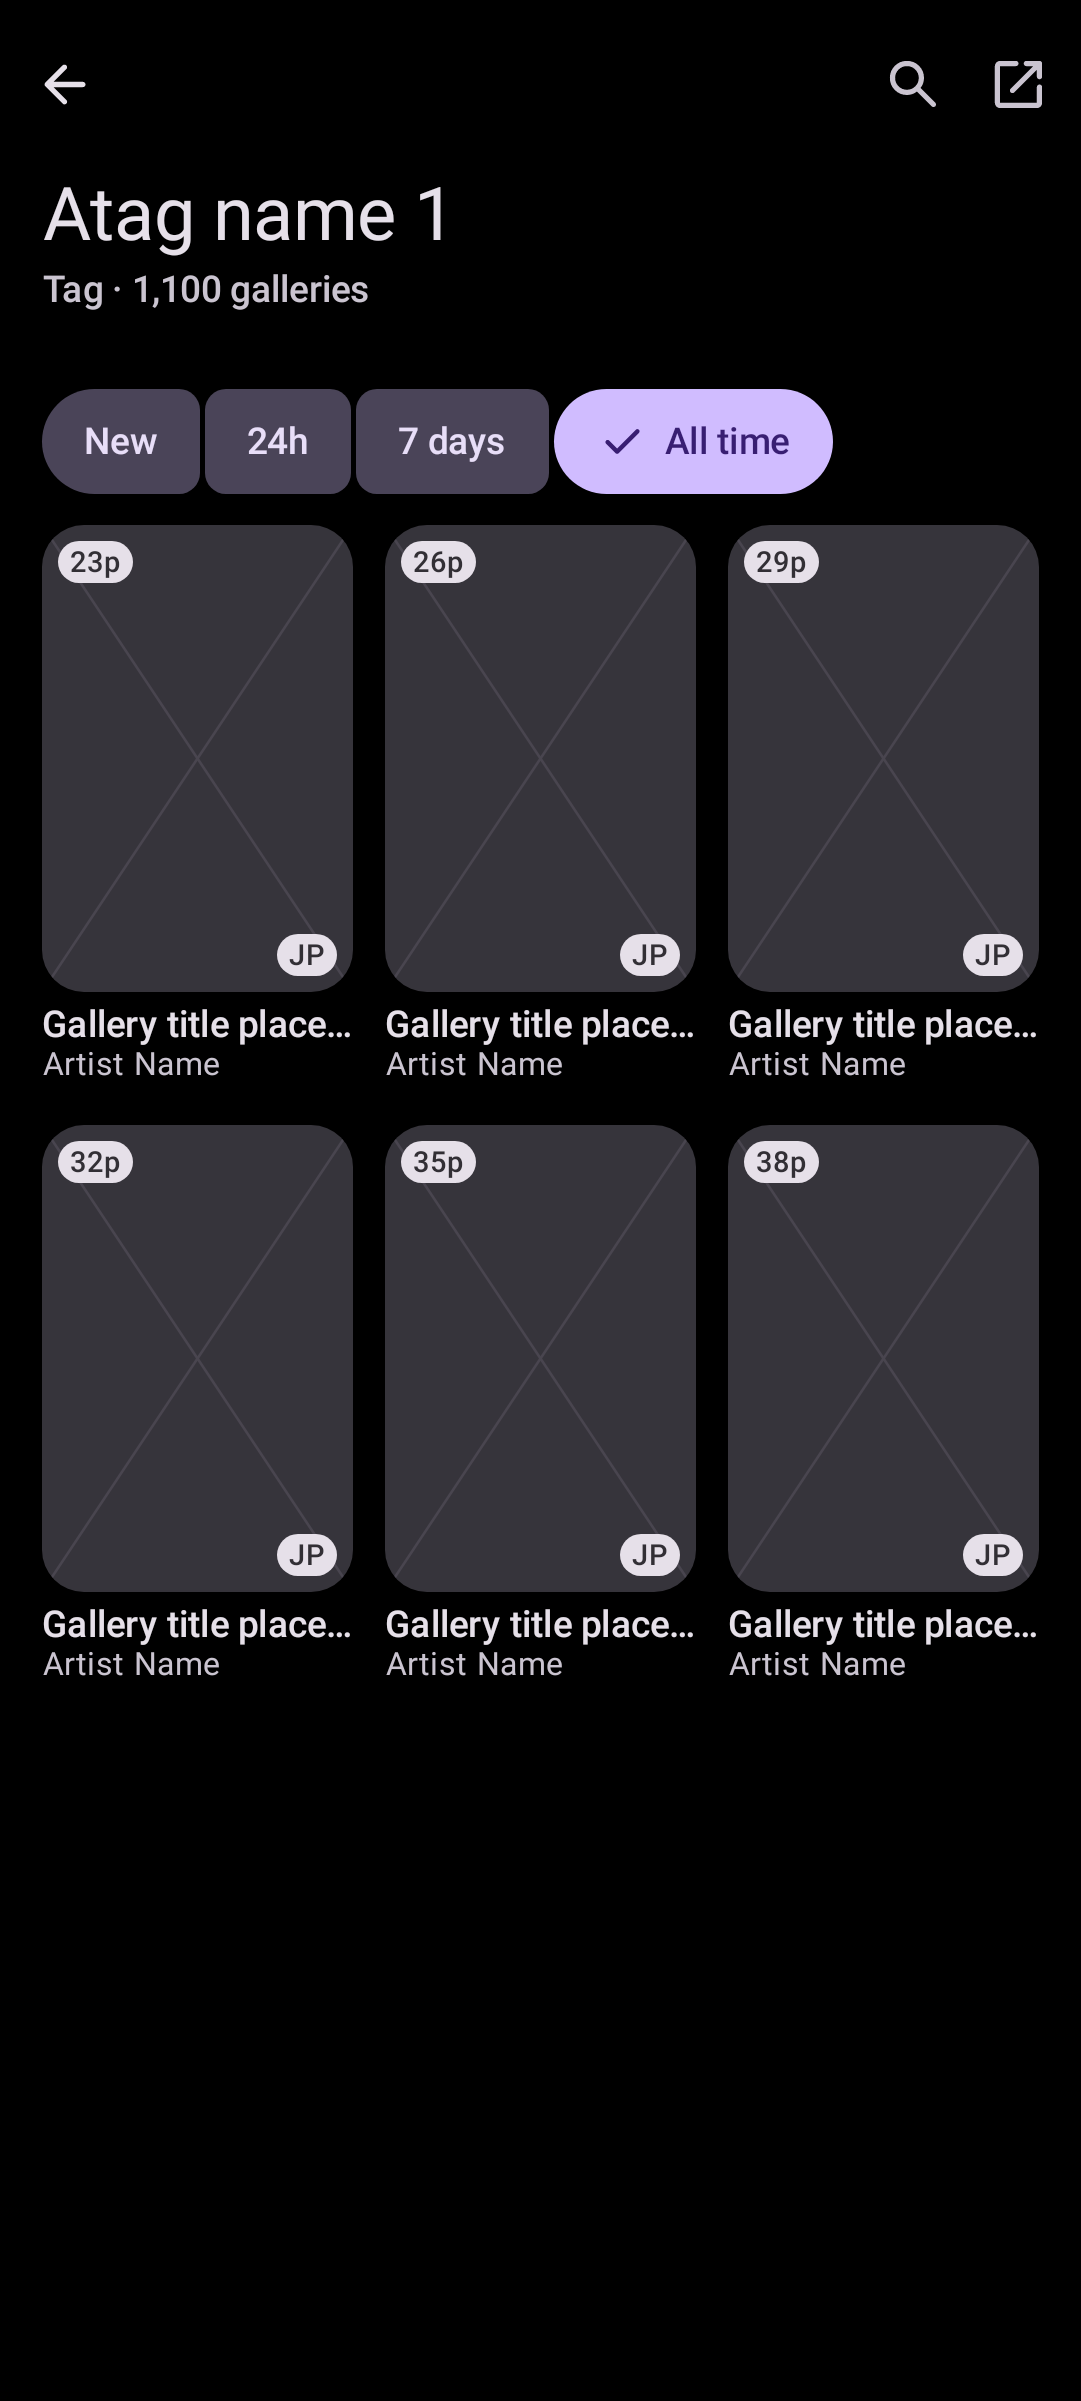 Atag name 1
Tag · 1,100 galleries
New 24h 7 days All time
23p 26p 29p
JP JP JP
Gallery title place… Gallery title place… Gallery title place…
Artist Name Artist Name Artist Name
32p 35p 38p
JP JP JP
Gallery title place… Gallery title place… Gallery title place…
Artist Name Artist Name Artist Name